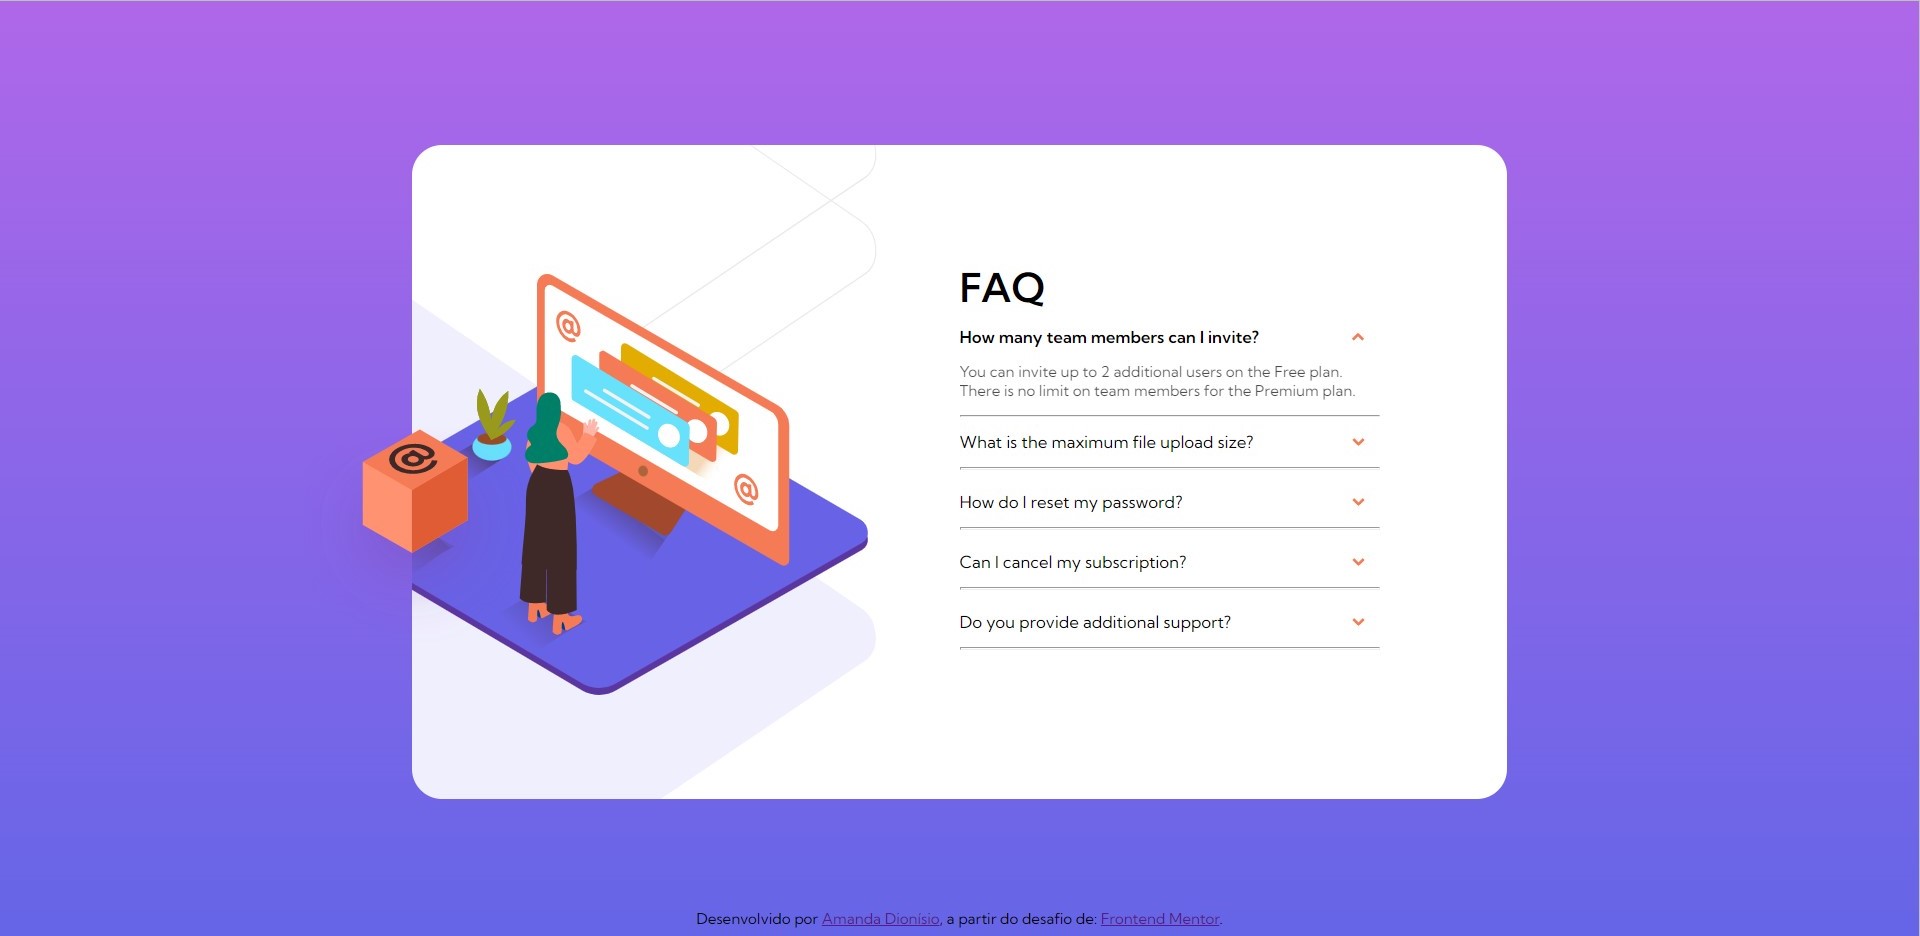 FAQ
How many team members can I invite?
You can invite up to 2 additional users on the Free plan.
There is no limit on team members for the Premium plan.
What is the maximum file upload size?
How do I reset my password?
Can I cancel my subscription?
Do you provide additional support?
@
@
@
Desenvolvido por Amanda Dionísio, a partir do desafio de: Frontend Mentor.